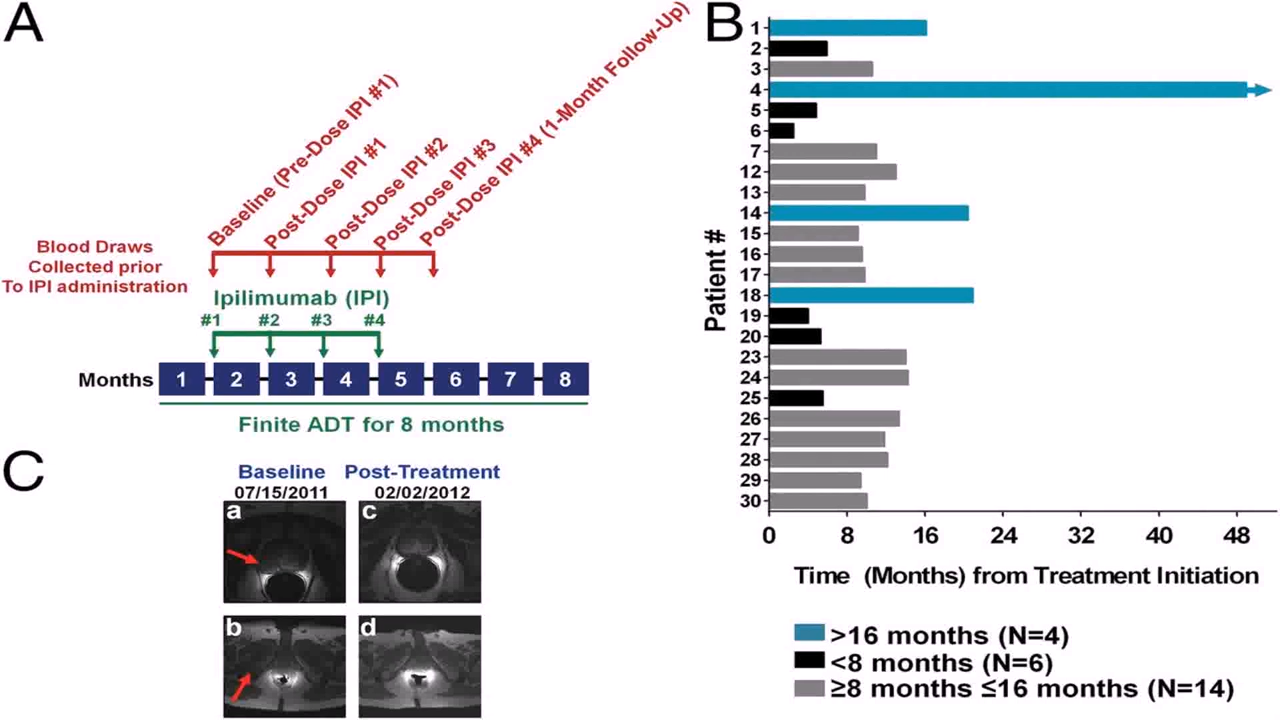 A
Baseline (Pre-Dose IPI #1)
Post-Dose IPI #1
Post-Dose IPI #2
Post-Dose IPI #3
Post-Dose IPI #4 (1-Month Follow-Up)
Blood Draws
Collected prior
To IPI administration
Ipilimumab (IPI)
#1 #2 #3 #4
Months 1 2 3 4 5 6 7 8
Finite ADT for 8 months
B
Patient #
1
2
3
4
5
6
7
12
13
14
15
16
17
18
19
20
23
24
25
26
27
28
29
30
0 8 16 24 32 40 48
Time (Months) from Treatment Initiation
>16 months (N=4)
<8 months (N=6)
≥8 months ≤16 months (N=14)
C
Baseline Post-Treatment
07/15/2011 02/02/2012
a c
b d